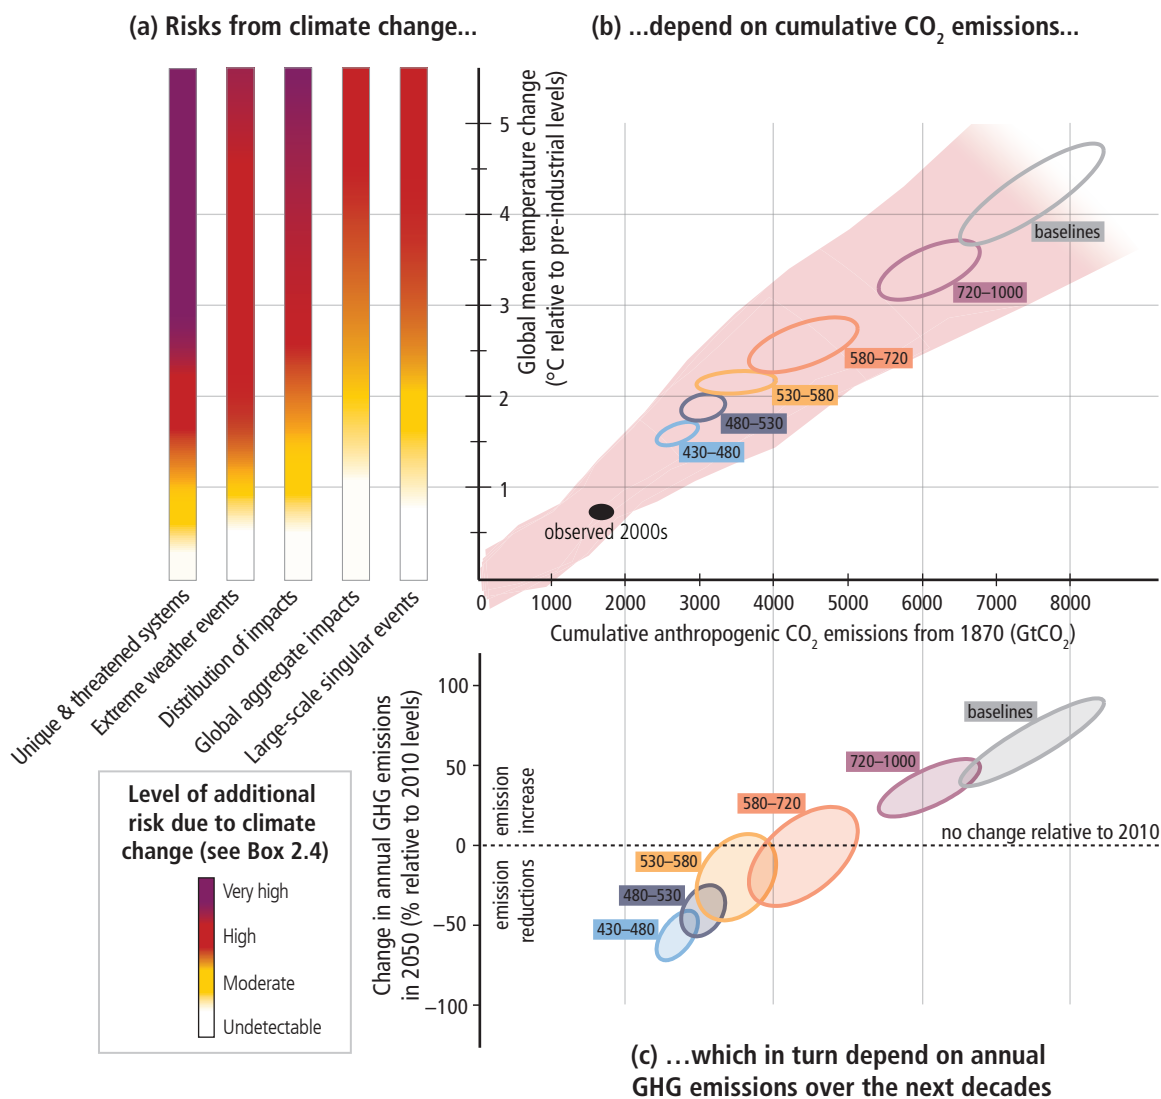 (a) Risks from climate change...
(b) ...depend on cumulative CO2 emissions...
Global mean temperature change
(°C relative to pre-industrial levels)
5
4
3
2
1
baselines
720–1000
580–720
530–580
480–530
430–480
observed 2000s
0
1000
2000
3000
4000
5000
6000
7000
8000
Cumulative anthropogenic CO2 emissions from 1870 (GtCO2)
Unique & threatened systems
Extreme weather events
Distribution of impacts
Global aggregate impacts
Large-scale singular events
Level of additional
risk due to climate
change (see Box 2.4)
Very high
High
Moderate
Undetectable
Change in annual GHG emissions
in 2050 (% relative to 2010 levels)
100
50
0
−50
−100
emission
increase
emission
reductions
baselines
720–1000
580–720
no change relative to 2010
530–580
480–530
430–480
(c) ...which in turn depend on annual
GHG emissions over the next decades